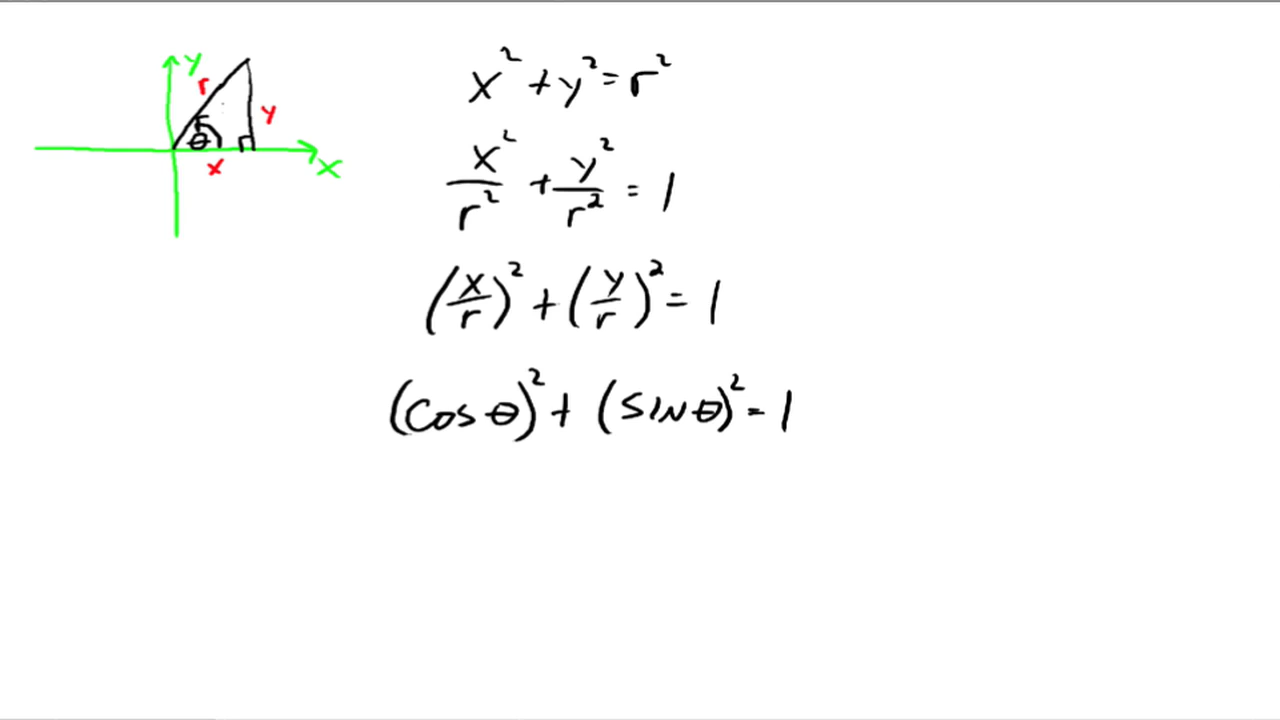 y
r
y
θ
x
x
x² + y² = r²
x²/r² + y²/r² = 1
(x/r)² + (y/r)² = 1
(cos θ)² + (sin θ)² = 1